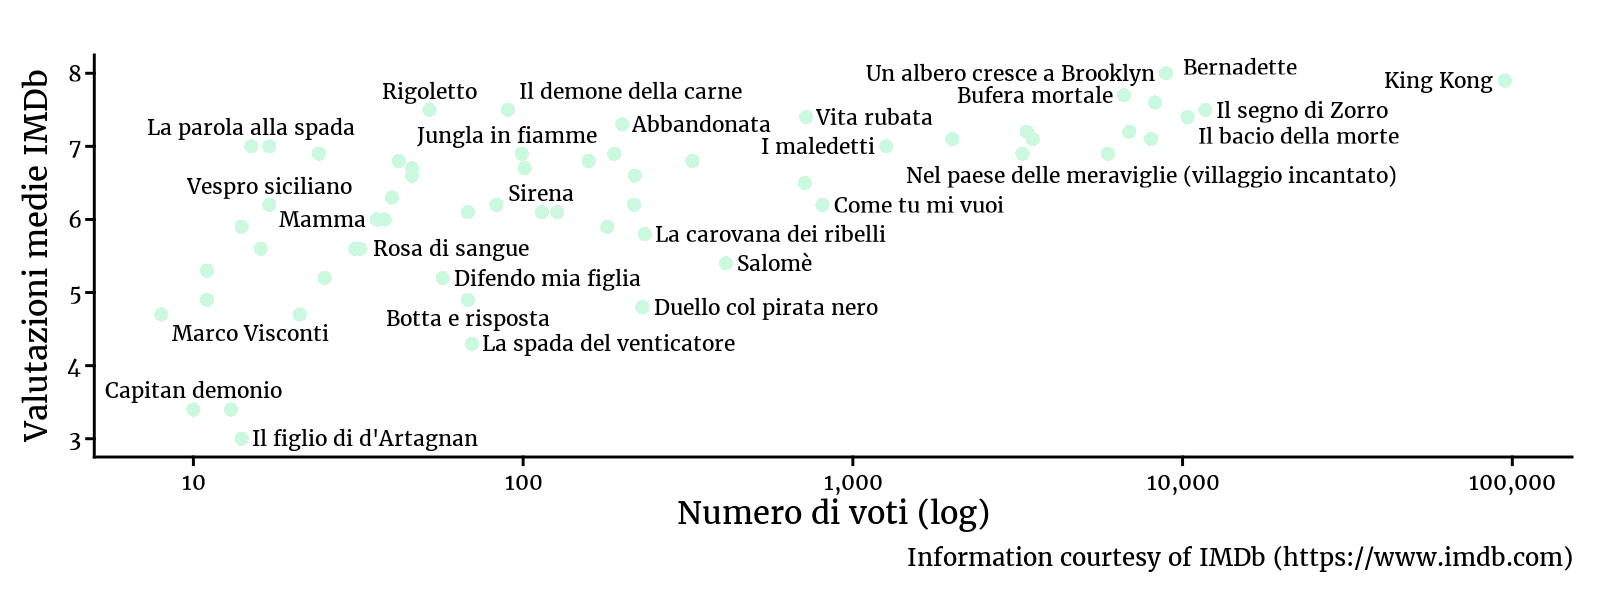 Valutazioni medie IMDb
8
7
6
5
4
3
Un albero cresce a Brooklyn
Bernadette
King Kong
Rigoletto
Il demone della carne
Bufera mortale
Il segno di Zorro
La parola alla spada
Jungla in fiamme
Abbandonata
Vita rubata
Il bacio della morte
I maledetti
Vespro siciliano
Sirena
Nel paese delle meraviglie (villaggio incantato)
Mamma
Come tu mi vuoi
Rosa di sangue
La carovana dei ribelli
Salomè
Difendo mia figlia
Duello col pirata nero
Marco Visconti
Botta e risposta
La spada del venticatore
Capitan demonio
Il figlio di d'Artagnan
10
100
1,000
10,000
100,000
Numero di voti (log)
Information courtesy of IMDb (https://www.imdb.com)